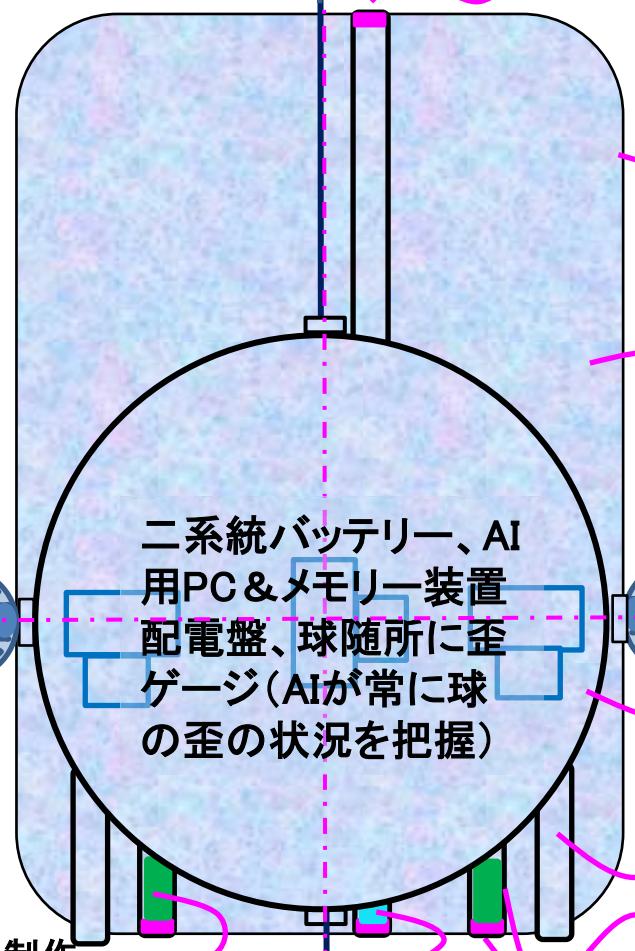 二系統バッテリー、AI
用PC＆メモリー装置
配電盤、球随所に歪
ゲージ（AIが常に球
の歪の状況を把握）
制作